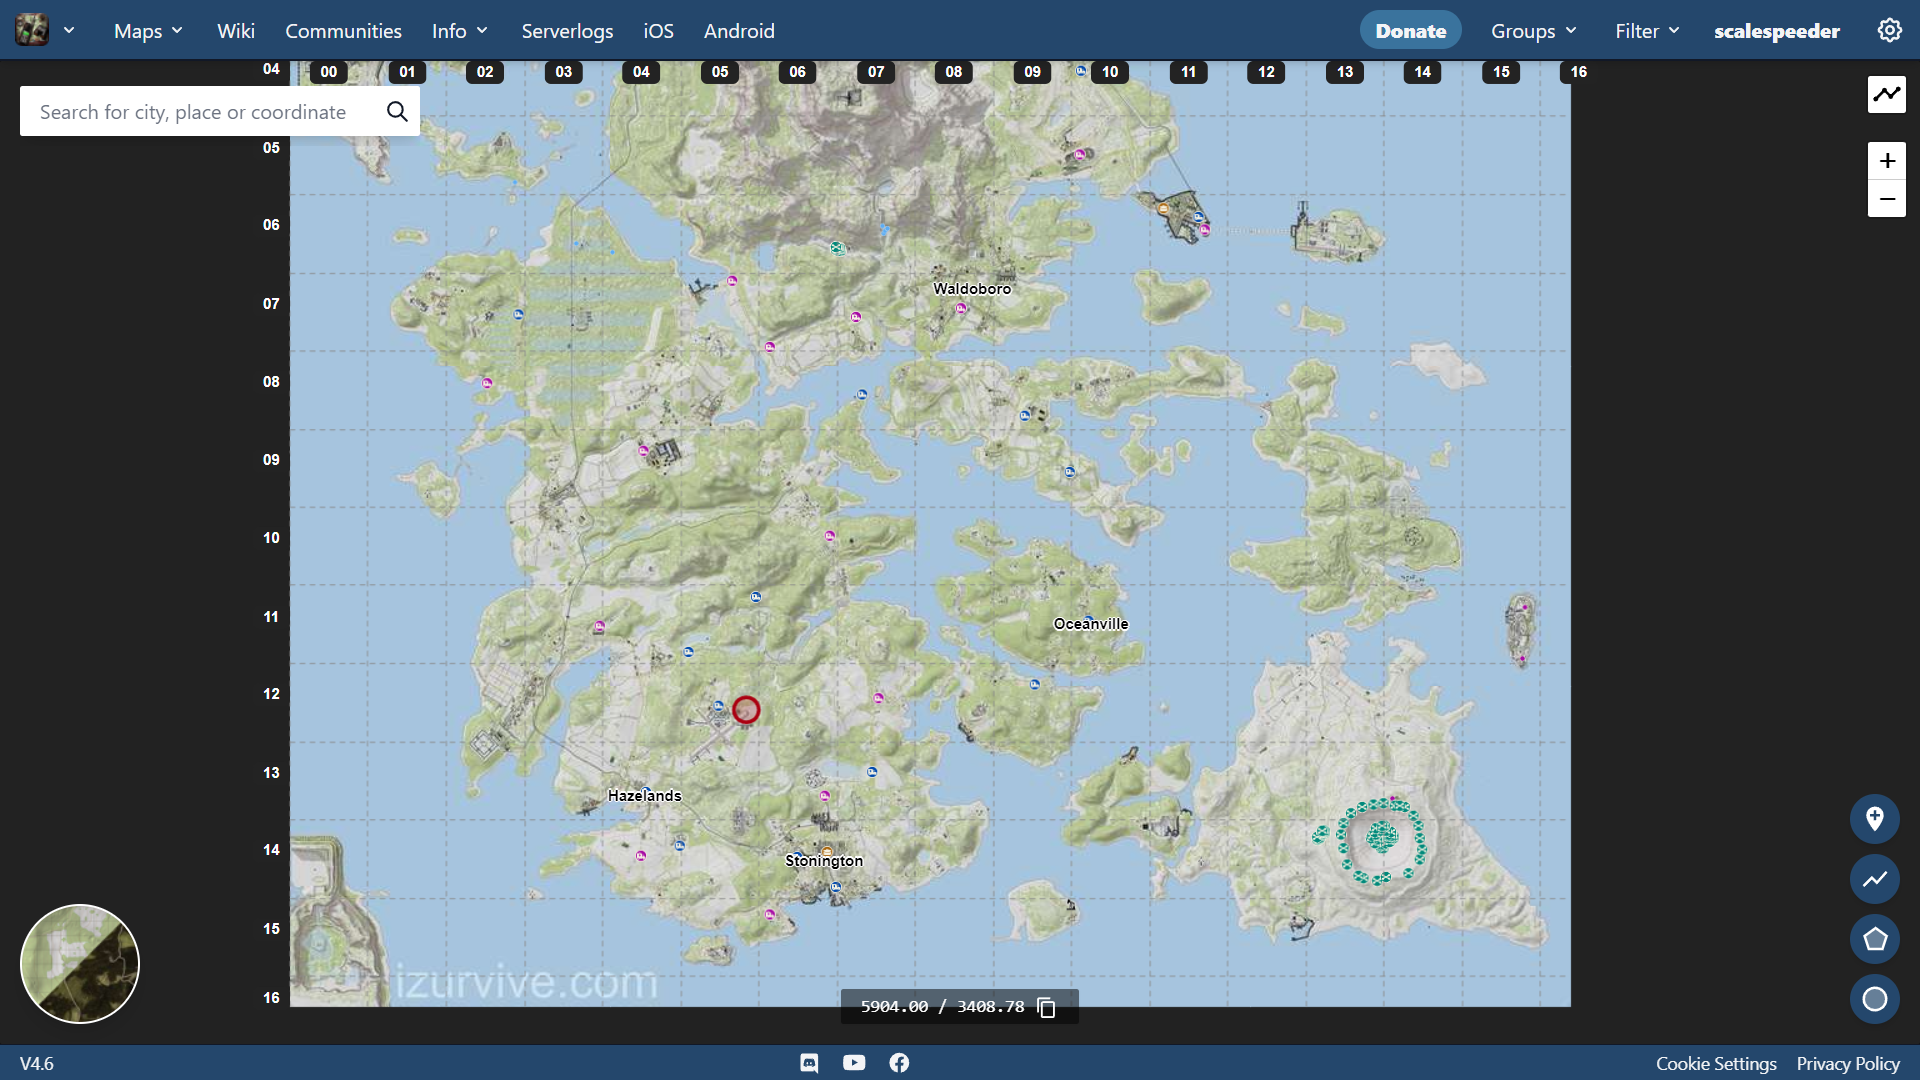 Maps Wiki Communities Info Serverlogs iOS Android Donate Groups Filter scalespeeder
04 00 01 02 03 04 05 06 07 08 09 10 11 12 13 14 15 16
Search for city, place or coordinate
05
06
07
Waldoboro
08
09
10
11
Oceanville
12
13
Hazelands
14
Stonington
15
izurvive.com
16
5904.00 / 3408.78
V4.6 Cookie Settings Privacy Policy